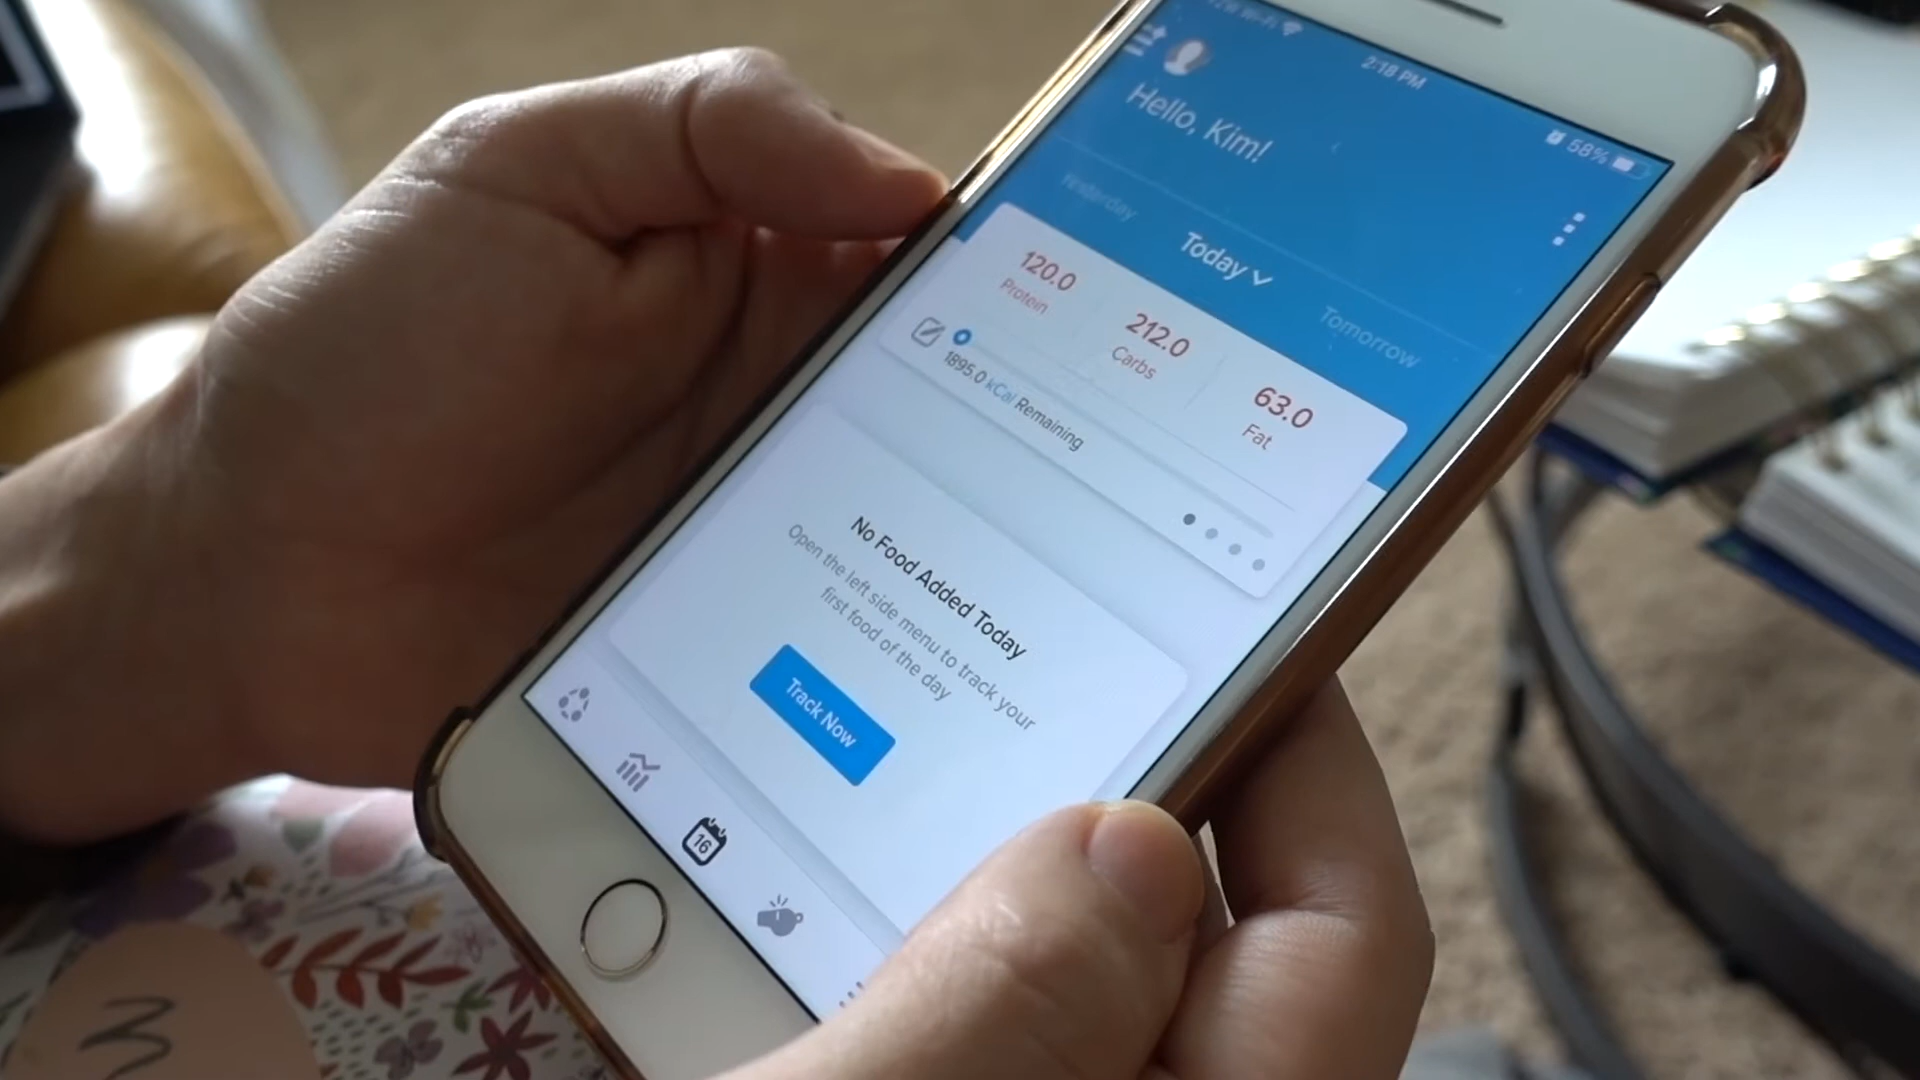 2:18 PM
58%
Hello, Kim!
Yesterday
Today
Tomorrow
120.0
Protein
212.0
Carbs
63.0
Fat
1895.0 kCal Remaining
No Food Added Today
Open the left side menu to track your
first food of the day
Track Now
16